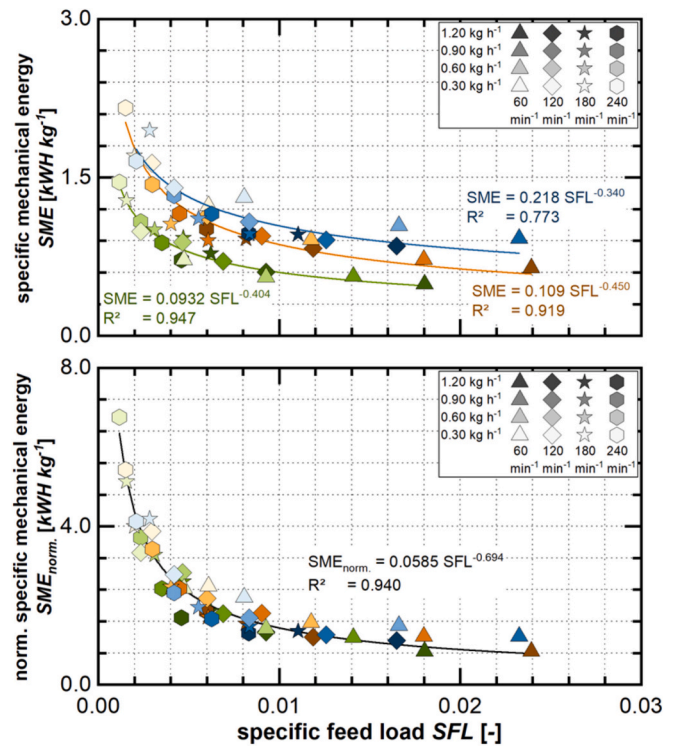 3.0
1.20 kg h-1
0.90 kg h-1
0.60 kg h-1
0.30 kg h-1
60 120 180 240
min-1 min-1 min-1 min-1
specific mechanical energy
SME [kWH kg-1]
1.5
SME = 0.218 SFL-0.340
R² = 0.773
SME = 0.0932 SFL-0.404
R² = 0.947
SME = 0.109 SFL-0.450
R² = 0.919
0.0
8.0
1.20 kg h-1
0.90 kg h-1
0.60 kg h-1
0.30 kg h-1
60 120 180 240
min-1 min-1 min-1 min-1
norm. specific mechanical energy
SMEnorm. [kWH kg-1]
4.0
SMEnorm. = 0.0585 SFL-0.694
R² = 0.940
0.0
0.00 0.01 0.02 0.03
specific feed load SFL [-]